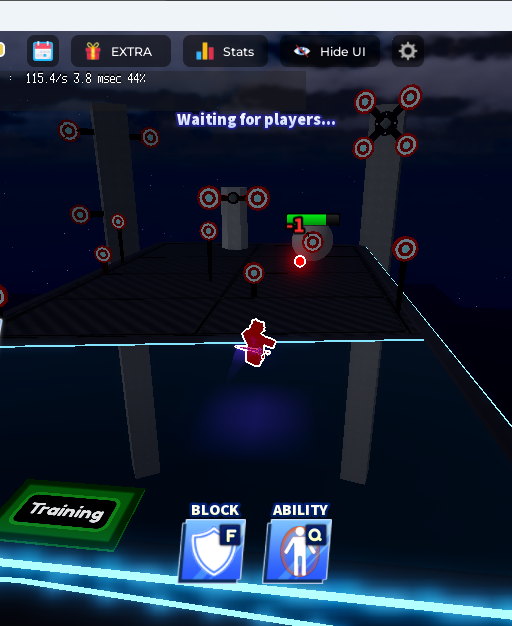 EXTRA
Stats
Hide UI
: 115.4/s 3.8 msec 44%
Waiting for players...
-1
Training
BLOCK
ABILITY
F
Q